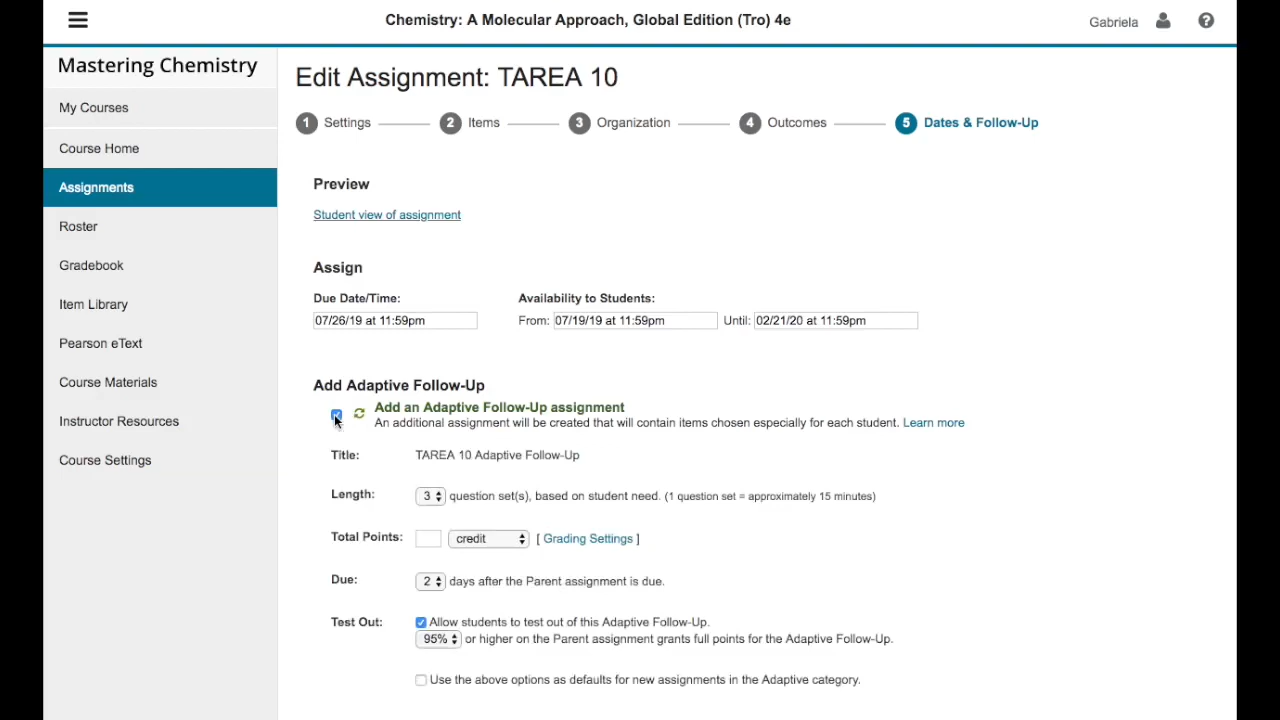 Chemistry: A Molecular Approach, Global Edition (Tro) 4e
Gabriela
?
Mastering Chemistry
My Courses
Course Home
Assignments
Roster
Gradebook
Item Library
Pearson eText
Course Materials
Instructor Resources
Course Settings
Edit Assignment: TAREA 10
1 Settings 2 Items 3 Organization 4 Outcomes 5 Dates & Follow-Up
Preview
Student view of assignment
Assign
Due Date/Time: Availability to Students:
07/26/19 at 11:59pm From: 07/19/19 at 11:59pm Until: 02/21/20 at 11:59pm
Add Adaptive Follow-Up
Add an Adaptive Follow-Up assignment
An additional assignment will be created that will contain items chosen especially for each student. Learn more
Title: TAREA 10 Adaptive Follow-Up
Length: 3 question set(s), based on student need. (1 question set = approximately 15 minutes)
Total Points: credit [ Grading Settings ]
Due: 2 days after the Parent assignment is due.
Test Out: Allow students to test out of this Adaptive Follow-Up.
95% or higher on the Parent assignment grants full points for the Adaptive Follow-Up.
Use the above options as defaults for new assignments in the Adaptive category.